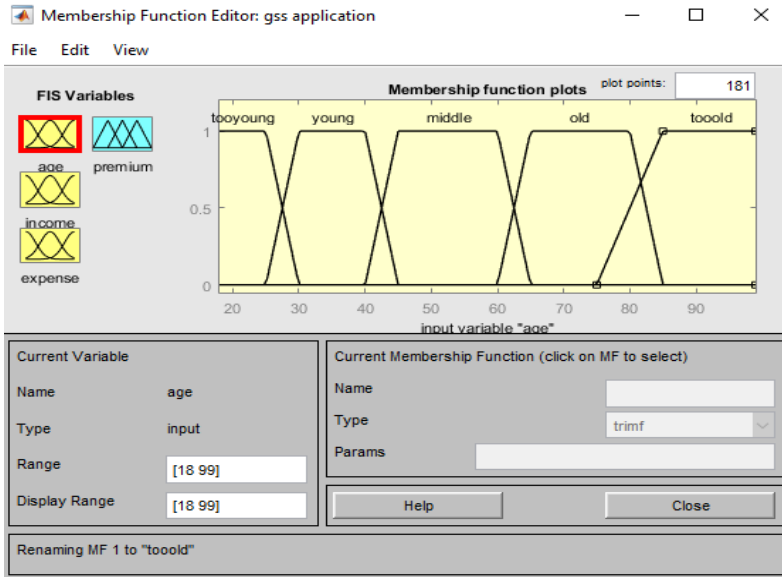 Membership Function Editor: gss application
File Edit View
FIS Variables
age
premium
income
expense
Membership function plots
plot points:
181
tooyoung young middle old tooold
1
0.5
0
20 30 40 50 60 70 80 90
input variable "age"
Current Variable
Name age
Type input
Range [18 99]
Display Range [18 99]
Current Membership Function (click on MF to select)
Name
Type trimf
Params
Help
Close
Renaming MF 1 to "tooold"